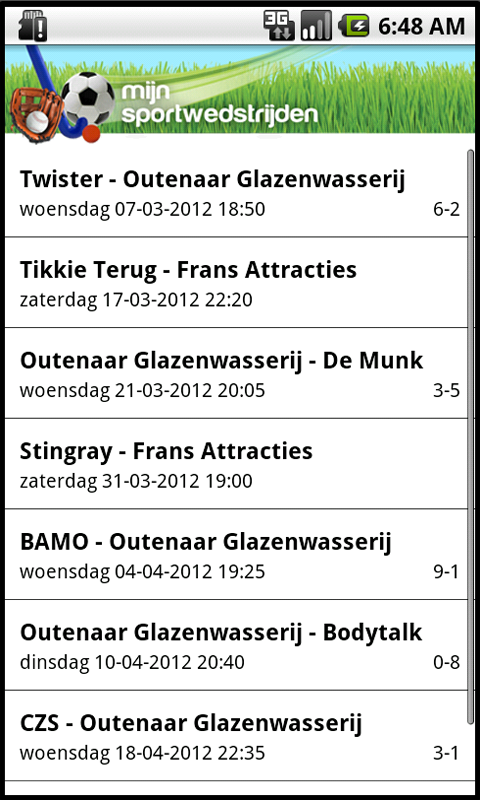 3G 6:48 AM
mijn
sportwedstrijden
Twister - Outenaar Glazenwasserij
woensdag 07-03-2012 18:50 6-2
Tikkie Terug - Frans Attracties
zaterdag 17-03-2012 22:20
Outenaar Glazenwasserij - De Munk
woensdag 21-03-2012 20:05 3-5
Stingray - Frans Attracties
zaterdag 31-03-2012 19:00
BAMO - Outenaar Glazenwasserij
woensdag 04-04-2012 19:25 9-1
Outenaar Glazenwasserij - Bodytalk
dinsdag 10-04-2012 20:40 0-8
CZS - Outenaar Glazenwasserij
woensdag 18-04-2012 22:35 3-1